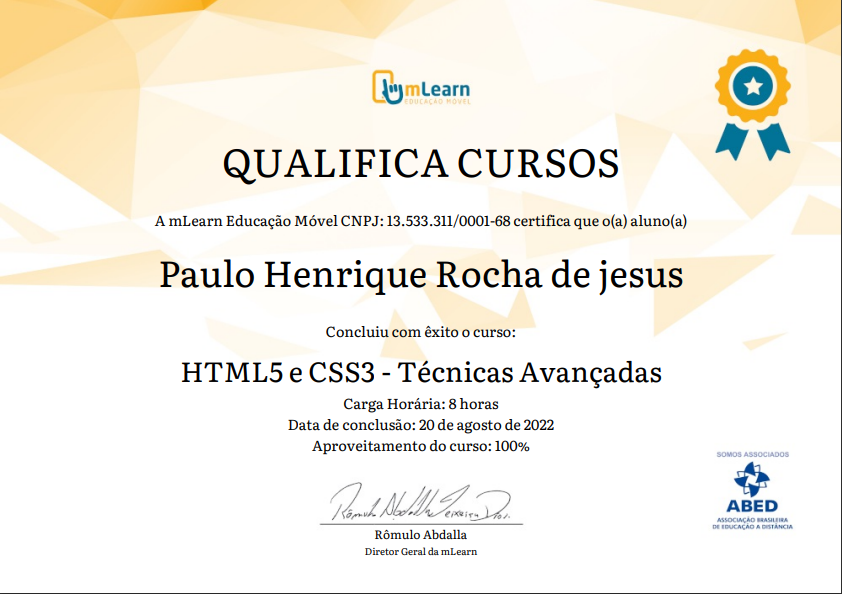 mLearn
EDUCAÇÃO MÓVEL
QUALIFICA CURSOS
A mLearn Educação Móvel CNPJ: 13.533.311/0001-68 certifica que o(a) aluno(a)
Paulo Henrique Rocha de jesus
Concluiu com êxito o curso:
HTML5 e CSS3 - Técnicas Avançadas
Carga Horária: 8 horas
Data de conclusão: 20 de agosto de 2022
Aproveitamento do curso: 100%
Rômulo Abdalla
Diretor Geral da mLearn
SOMOS ASSOCIADOS
ABED
ASSOCIAÇÃO BRASILEIRA
DE EDUCAÇÃO A DISTÂNCIA